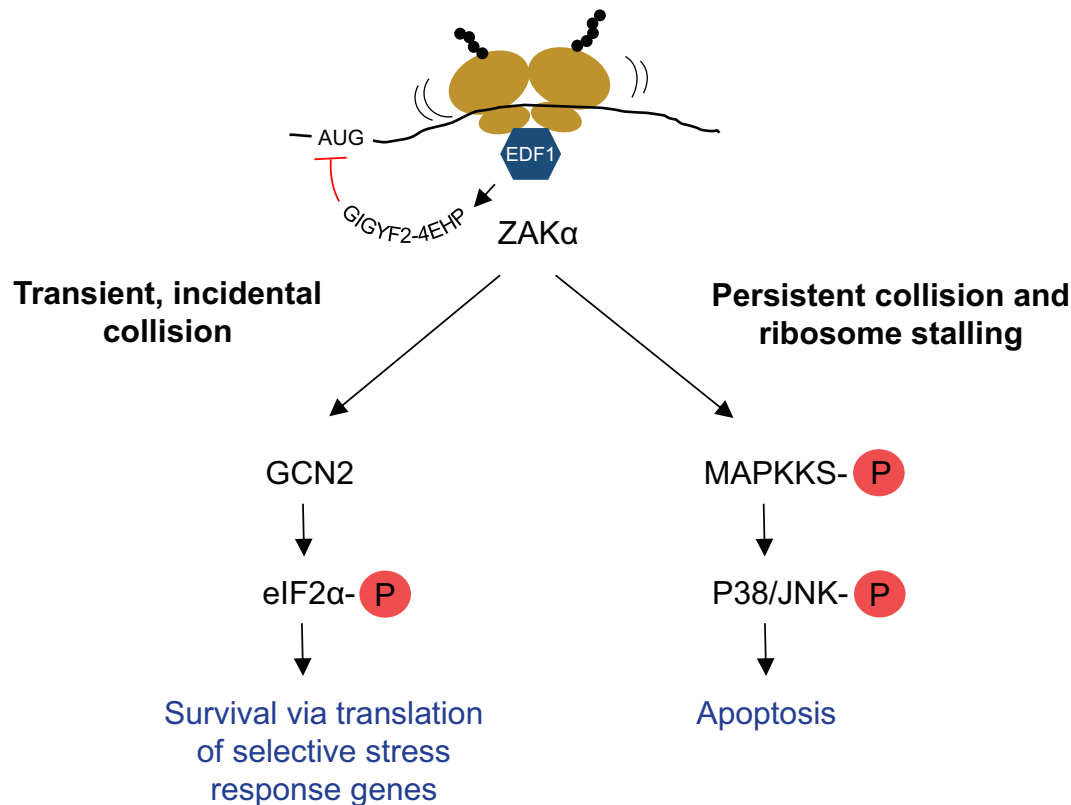 AUG
EDF1
GIGYF2-4EHP
ZAKα
Transient, incidental
collision
Persistent collision and
ribosome stalling
GCN2
MAPKKS- P
eIF2α- P
P38/JNK- P
Survival via translation
of selective stress
response genes
Apoptosis